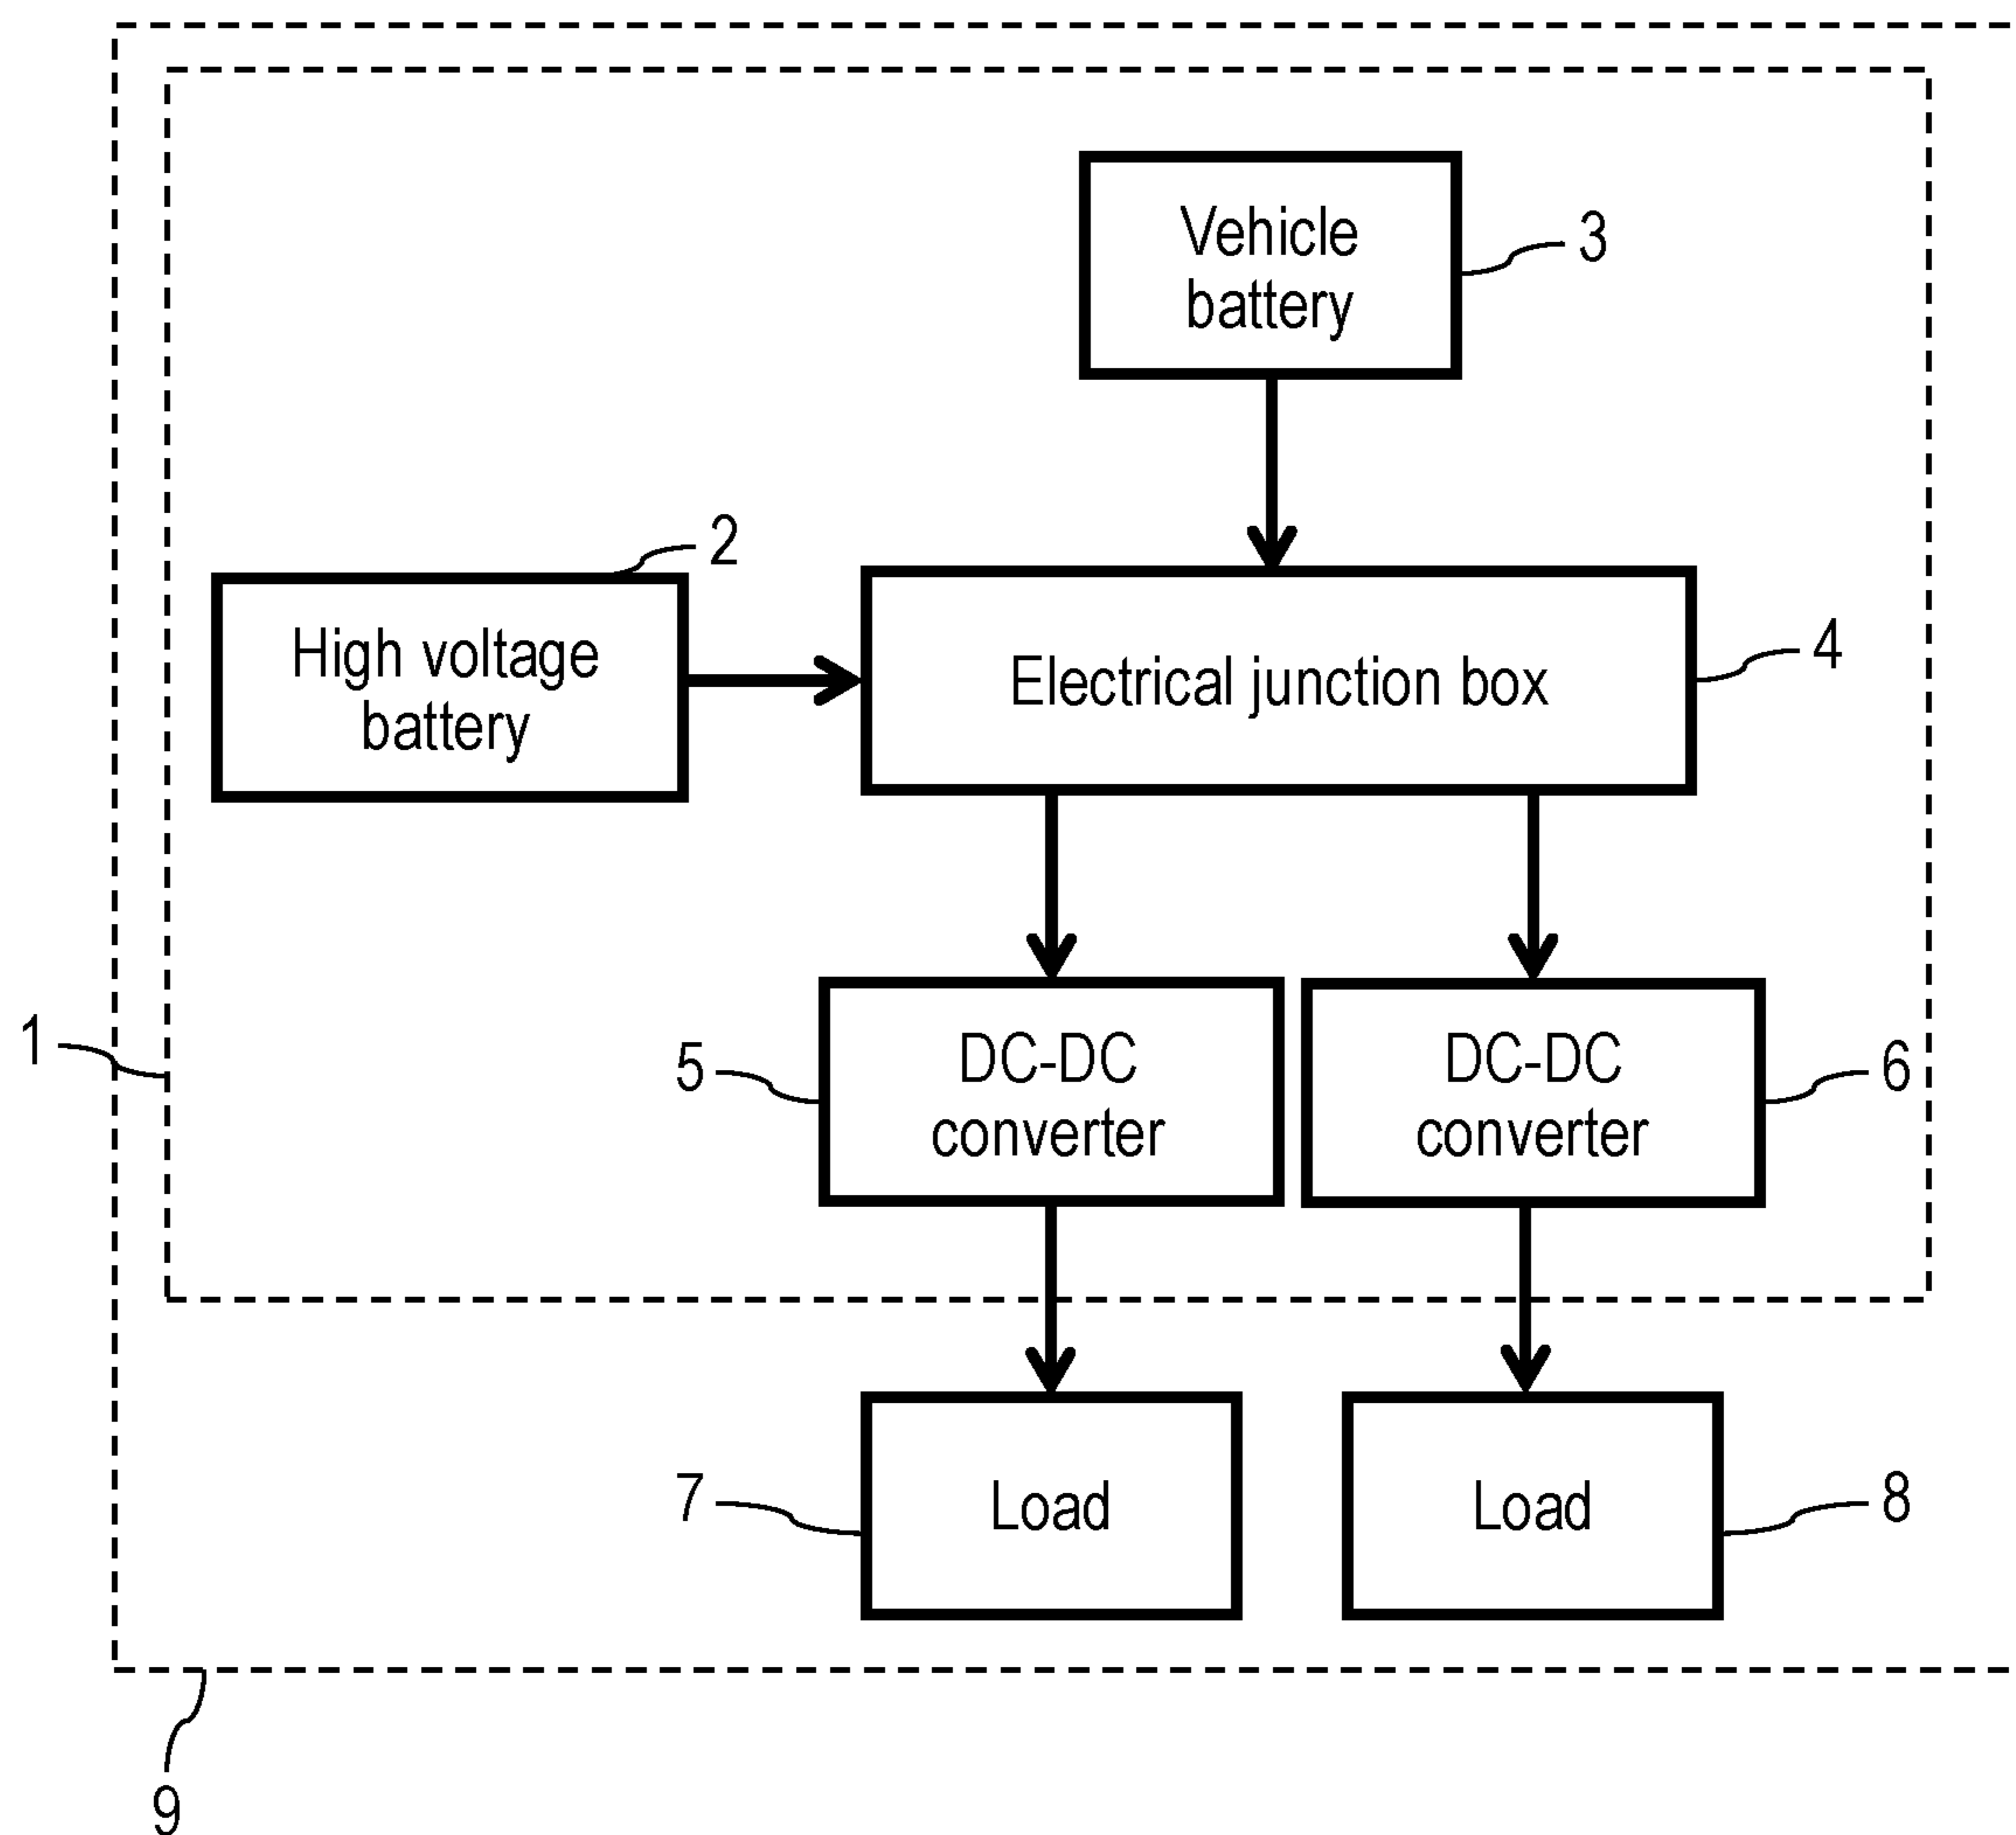 Vehicle
battery
3
2
High voltage
battery
Electrical junction box
4
1
5
DC-DC
converter
DC-DC
converter
6
7
Load
Load
8
9